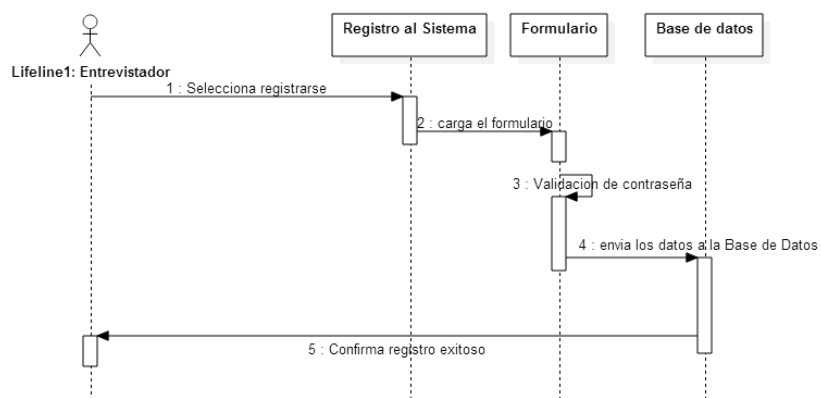 Registro al Sistema
Formulario
Base de datos
Lifeline1: Entrevistador
1 : Selecciona registrarse
2 : carga el formulario
3 : Validacion de contraseña
4 : envia los datos a la Base de Datos
5 : Confirma registro exitoso